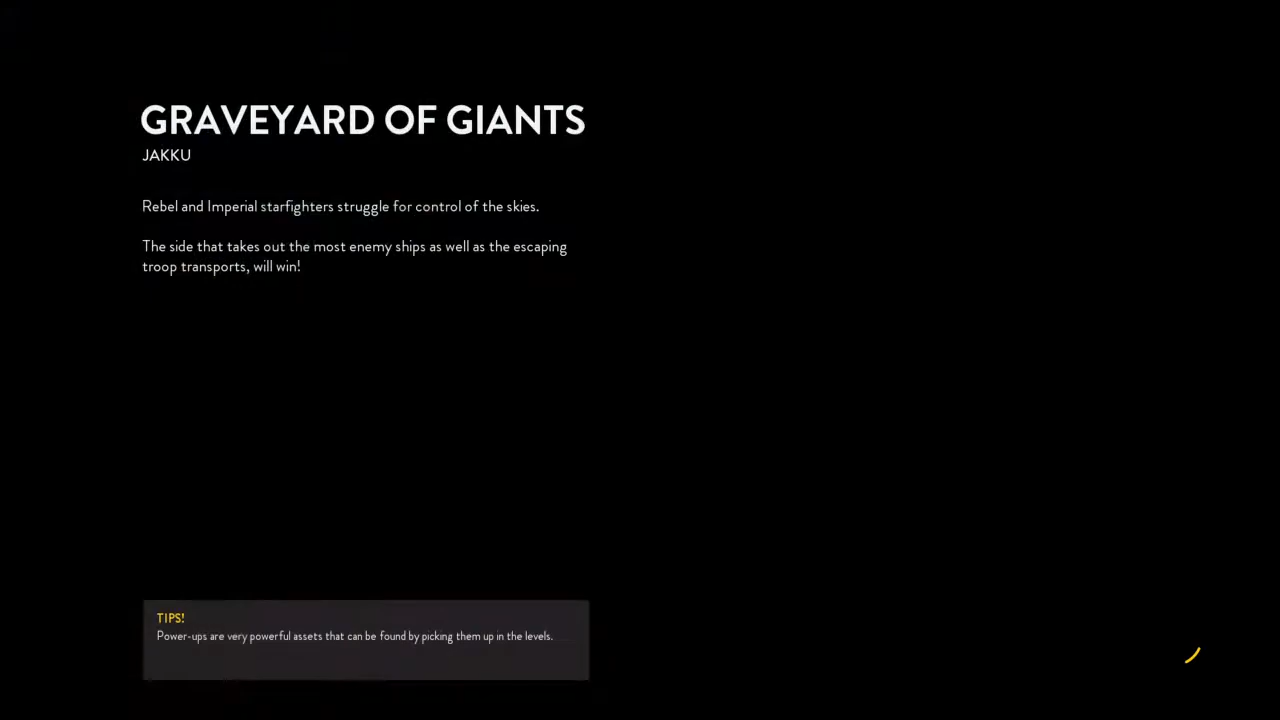 GRAVEYARD OF GIANTS
JAKKU
Rebel and Imperial starfighters struggle for control of the skies.
The side that takes out the most enemy ships as well as the escaping
troop transports, will win!
TIPS!
Power-ups are very powerful assets that can be found by picking them up in the levels.